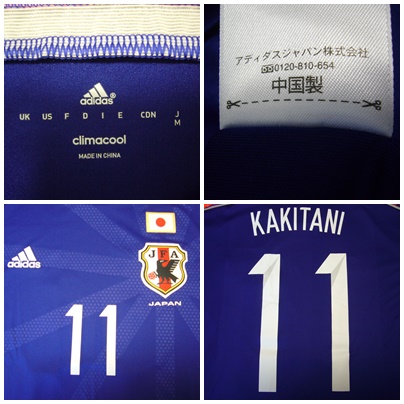 adidas®
UK US F D I E CDN J
M
climacool
MADE IN CHINA
アディダスジャパン株式会社
0120-810-654
中国製
adidas
JFA
JAPAN
11
KAKITANI
11